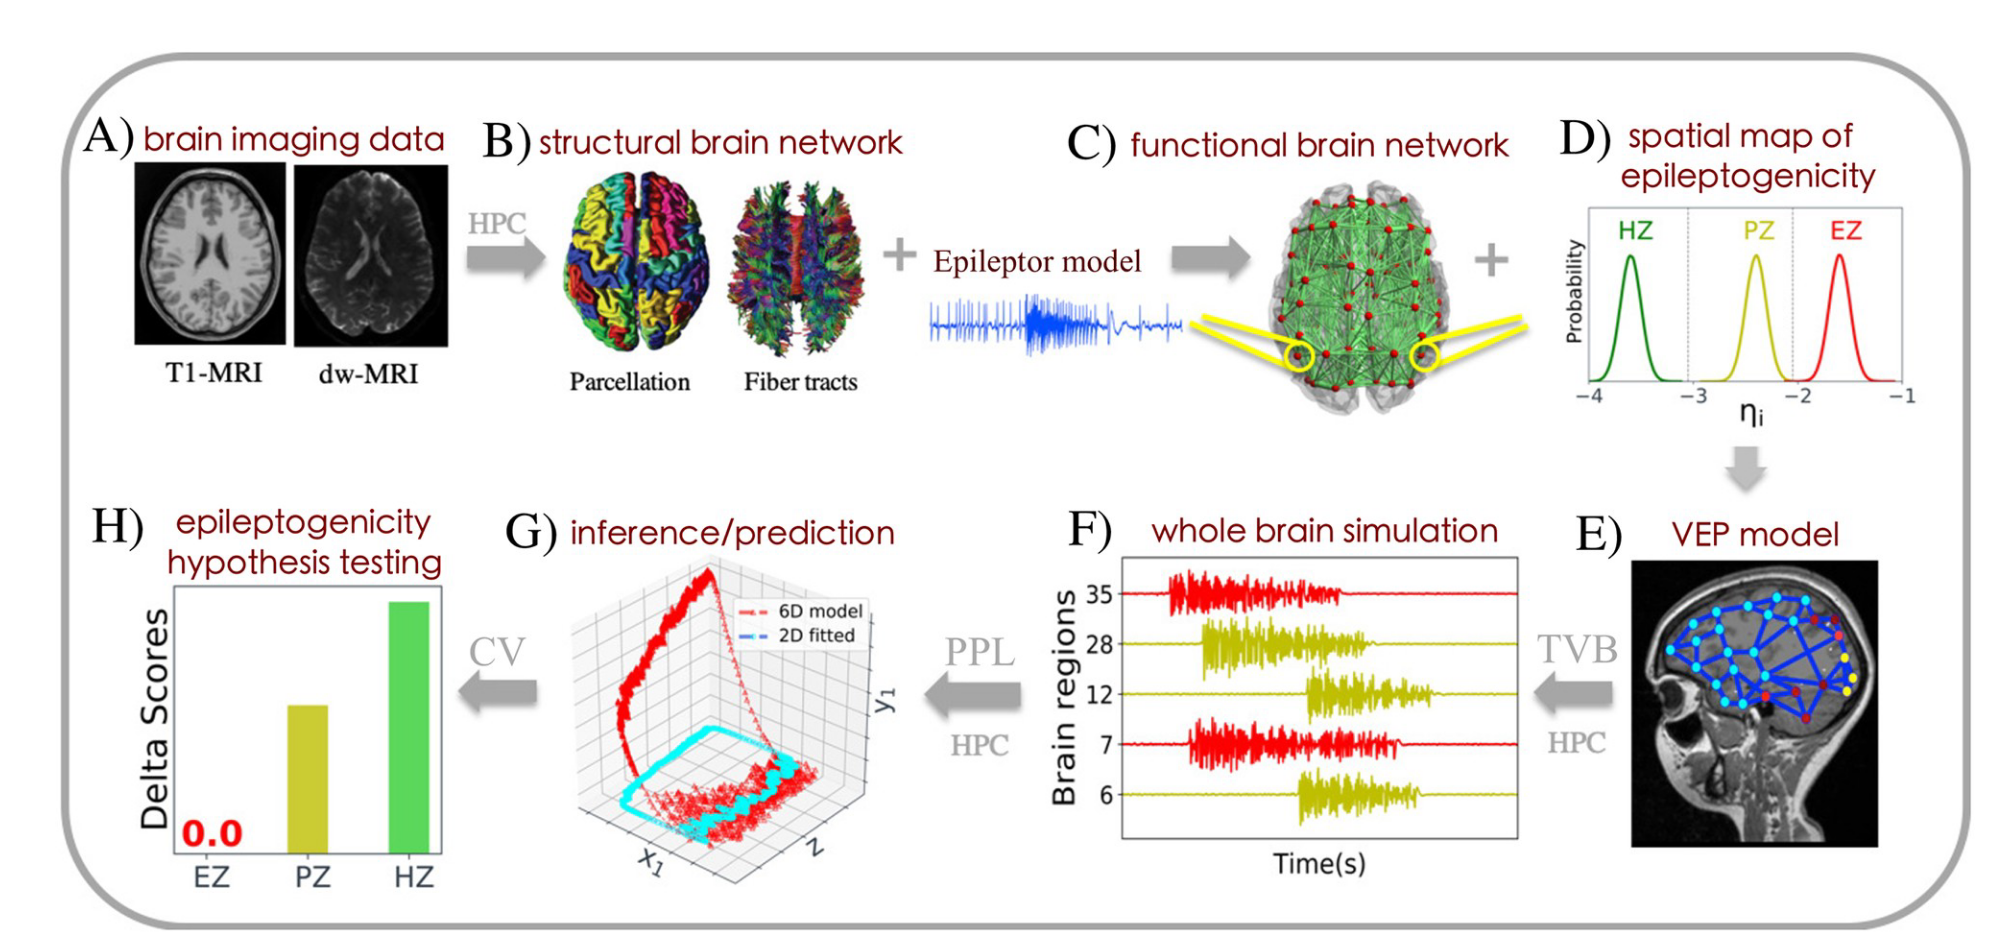 A) brain imaging data
T1-MRI
dw-MRI
HPC
B) structural brain network
Parcellation
Fiber tracts
+
Epileptor model
C) functional brain network
+
D) spatial map of
epileptogenicity
HZ
PZ
EZ
Probability
−4
−3
−2
−1
ηi
E) VEP model
TVB
HPC
F) whole brain simulation
Brain regions
35
28
12
7
6
Time(s)
PPL
HPC
G) inference/prediction
6D model
2D fitted
y1
x1
z
CV
H) epileptogenicity
hypothesis testing
Delta Scores
0.0
EZ
PZ
HZ